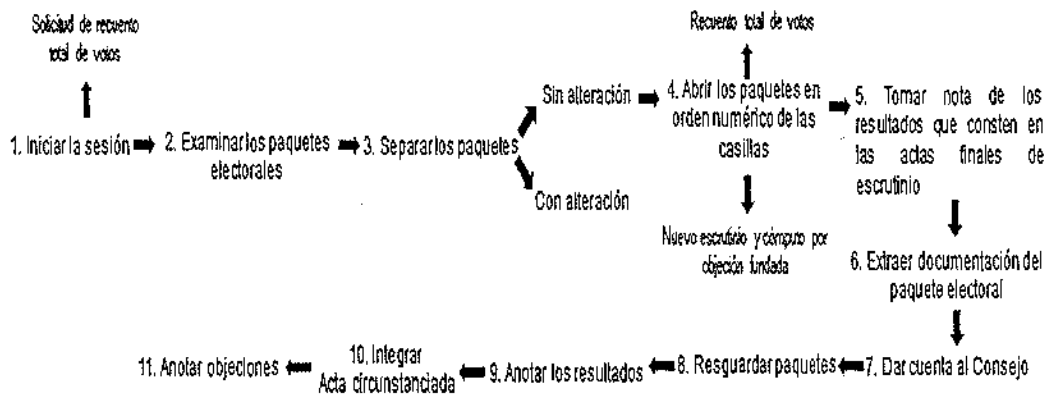 Solicitud de recuento
total de votos
Recuento total de votos
1. Iniciar la sesión
2. Examinar los paquetes
electorales
3. Separar los paquetes
Sin alteración
Con alteración
4. Abrir los paquetes en
orden numérico de las
casillas
Nuevo escrutinio y cómputo por
objeción fundada
5. Tomar nota de los
resultados que consten en
las actas finales de
escrutinio
6. Extraer documentación del
paquete electoral
7. Dar cuenta al Consejo
8. Resguardar paquetes
9. Anotar los resultados
10. Integrar
Acta circunstanciada
11. Anotar objeciones